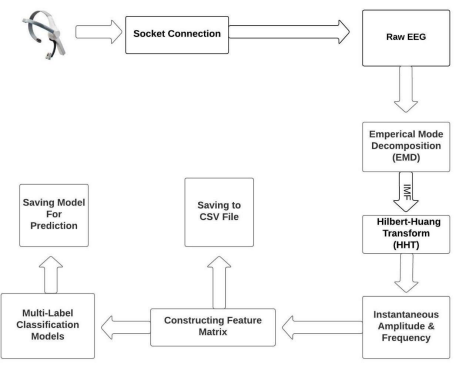 Socket Connection
Raw EEG
Emperical Mode
Decomposition
(EMD)
IMF
Hilbert-Huang
Transform
(HHT)
Instantaneous
Amplitude &
Frequency
Constructing Feature
Matrix
Saving to
CSV File
Multi-Label
Classification
Models
Saving Model
For
Prediction